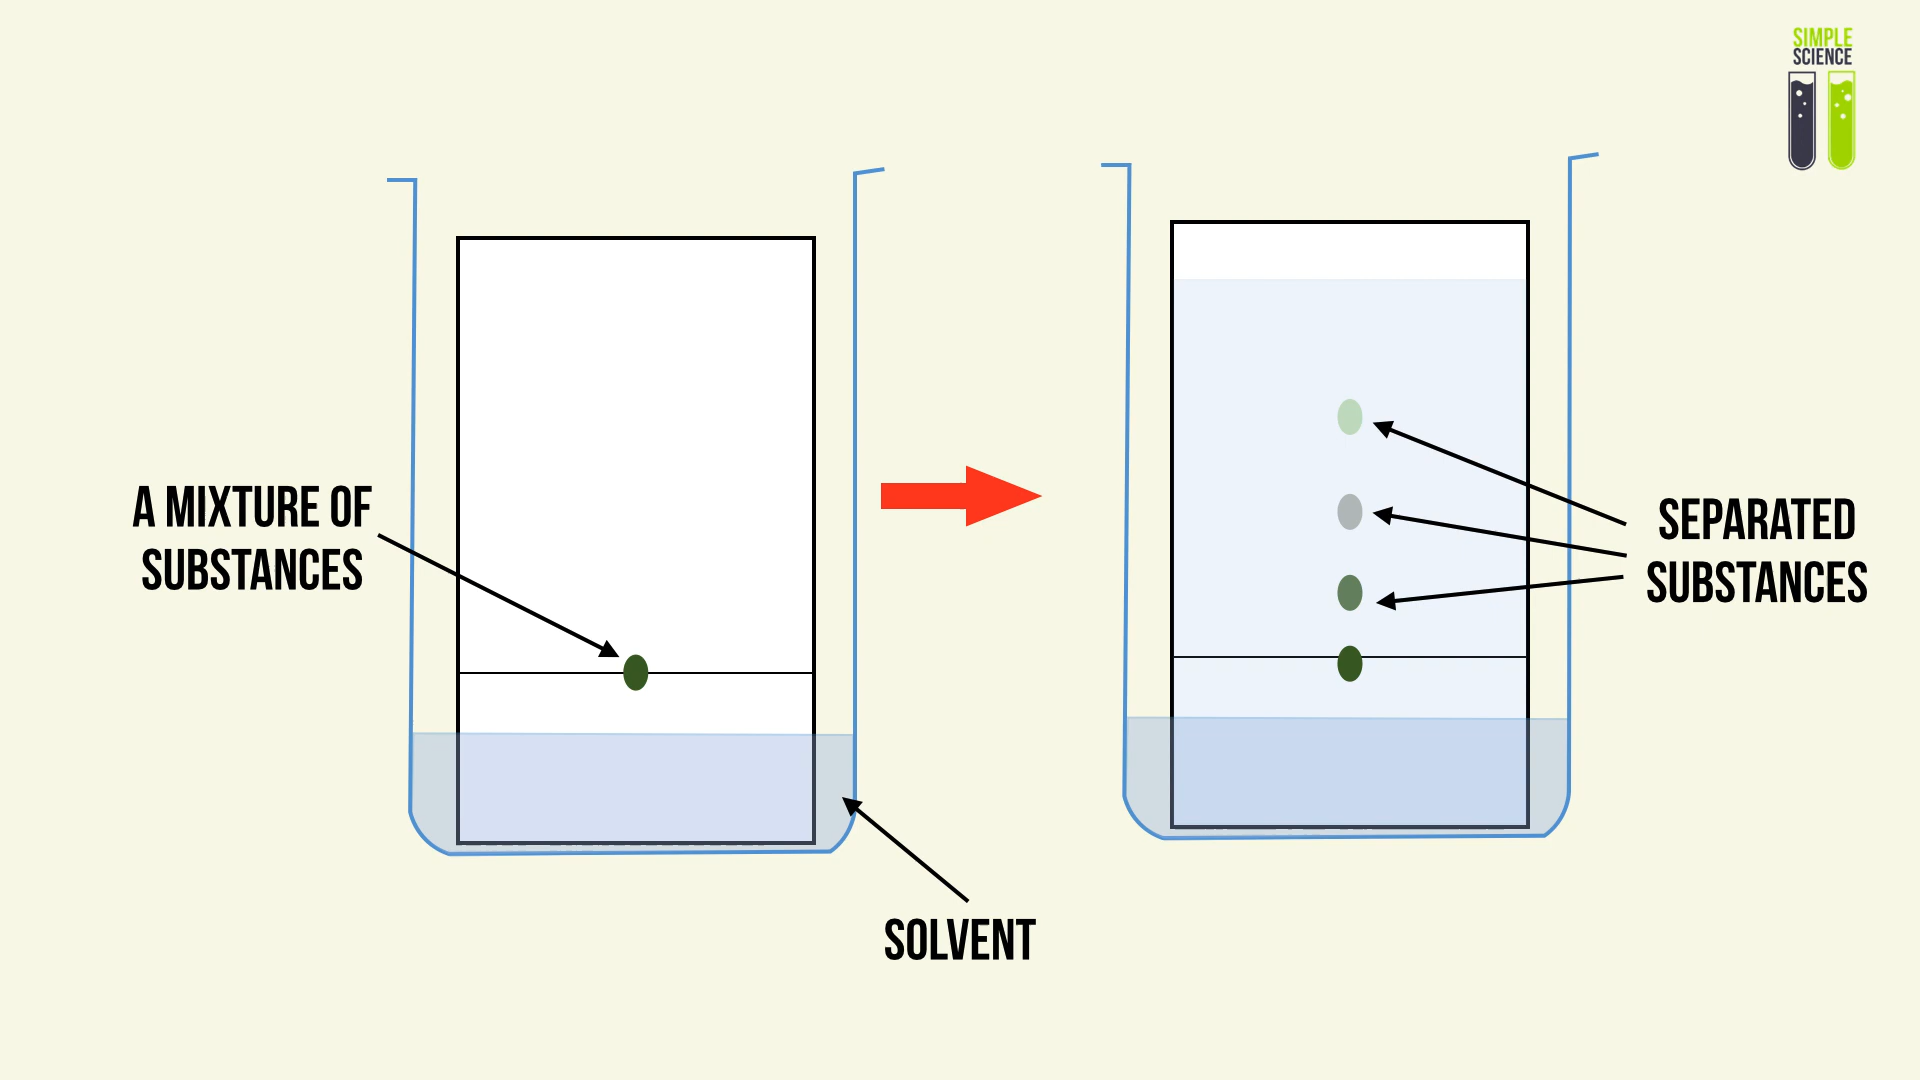 SIMPLE
SCIENCE
A MIXTURE OF
SUBSTANCES
SEPARATED
SUBSTANCES
SOLVENT